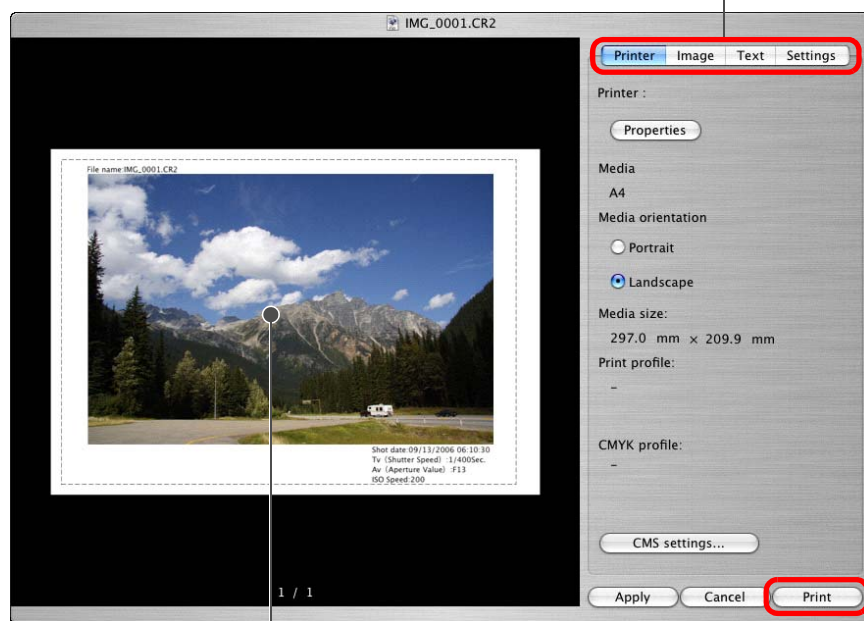 IMG_0001.CR2
Printer Image Text Settings
Printer :
Properties
Media
A4
Media orientation
Portrait
Landscape
Media size:
297.0 mm × 209.9 mm
Print profile:
–
CMYK profile:
–
CMS settings...
Apply Cancel Print
File name:IMG_0001.CR2
Shot date:09/13/2006 06:10:30
Tv (Shutter Speed) :1/400Sec.
Av (Aperture Value) :F13
ISO Speed:200
1 / 1